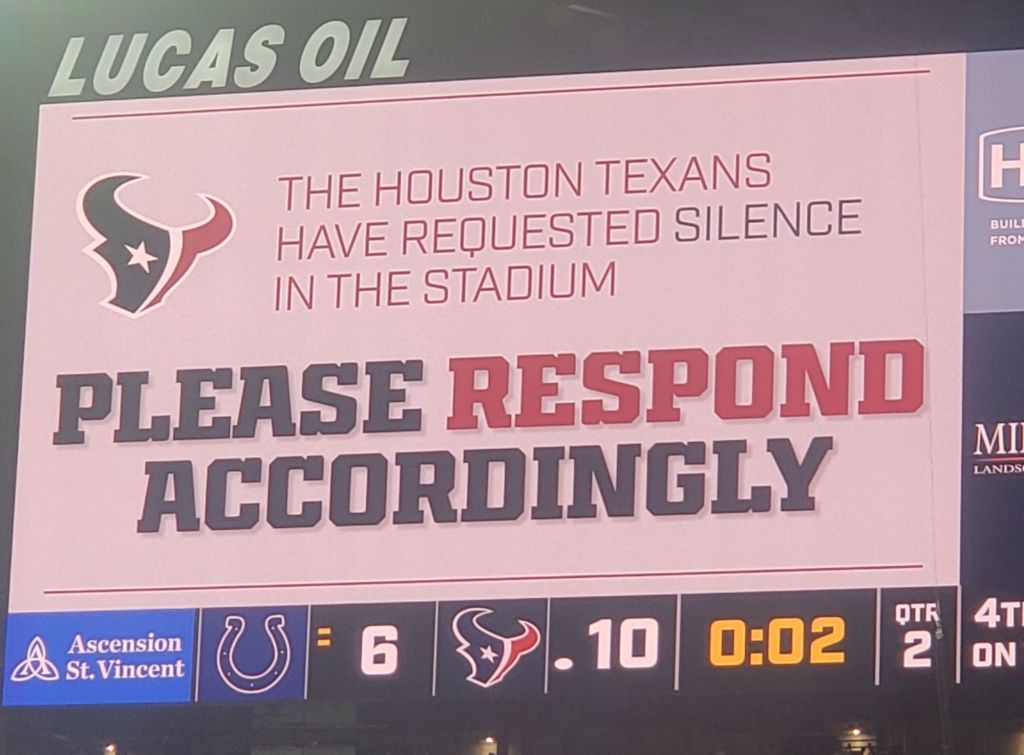 LUCAS OIL
THE HOUSTON TEXANS
HAVE REQUESTED SILENCE
IN THE STADIUM
PLEASE RESPOND
ACCORDINGLY
H
Ascension
St. Vincent
6
10
0:02
QTR
2
ON